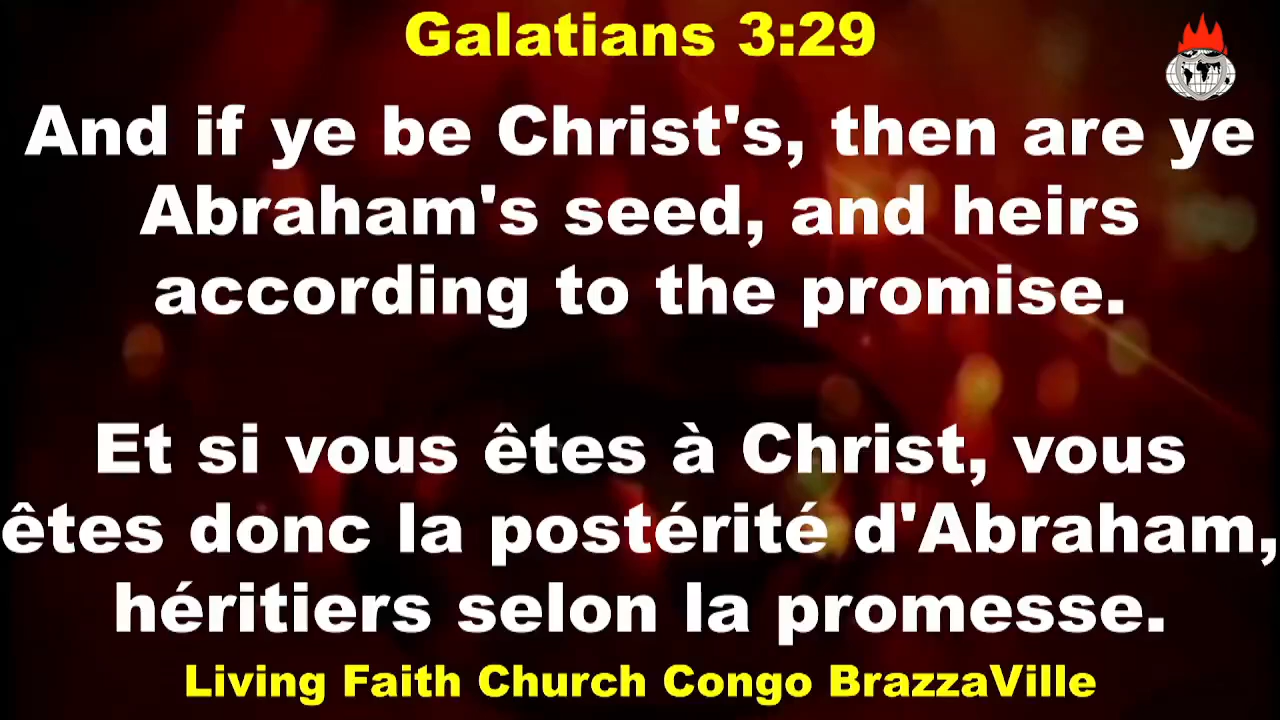 Galatians 3:29
And if ye be Christ's, then are ye
Abraham's seed, and heirs
according to the promise.
Et si vous êtes à Christ, vous
êtes donc la postérité d'Abraham,
héritiers selon la promesse.
Living Faith Church Congo BrazzaVille